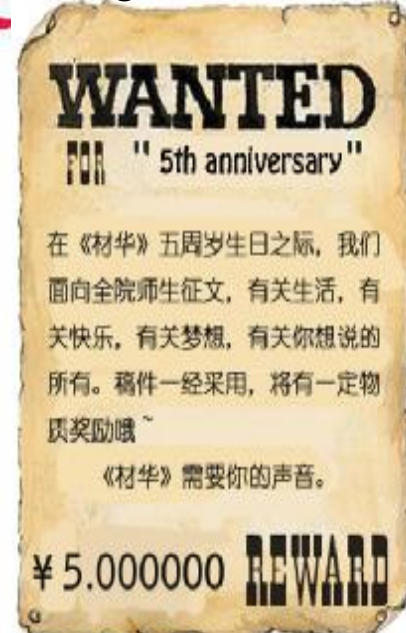 WANTED
FOR "5th anniversary"
在《材华》五周岁生日之际，我们
面向全院师生征文，有关生活，有
关快乐，有关梦想，有关你想说的
所有。稿件一经采用，将有一定物
质奖励哦~
《材华》需要你的声音。
¥5.000000 REWARD